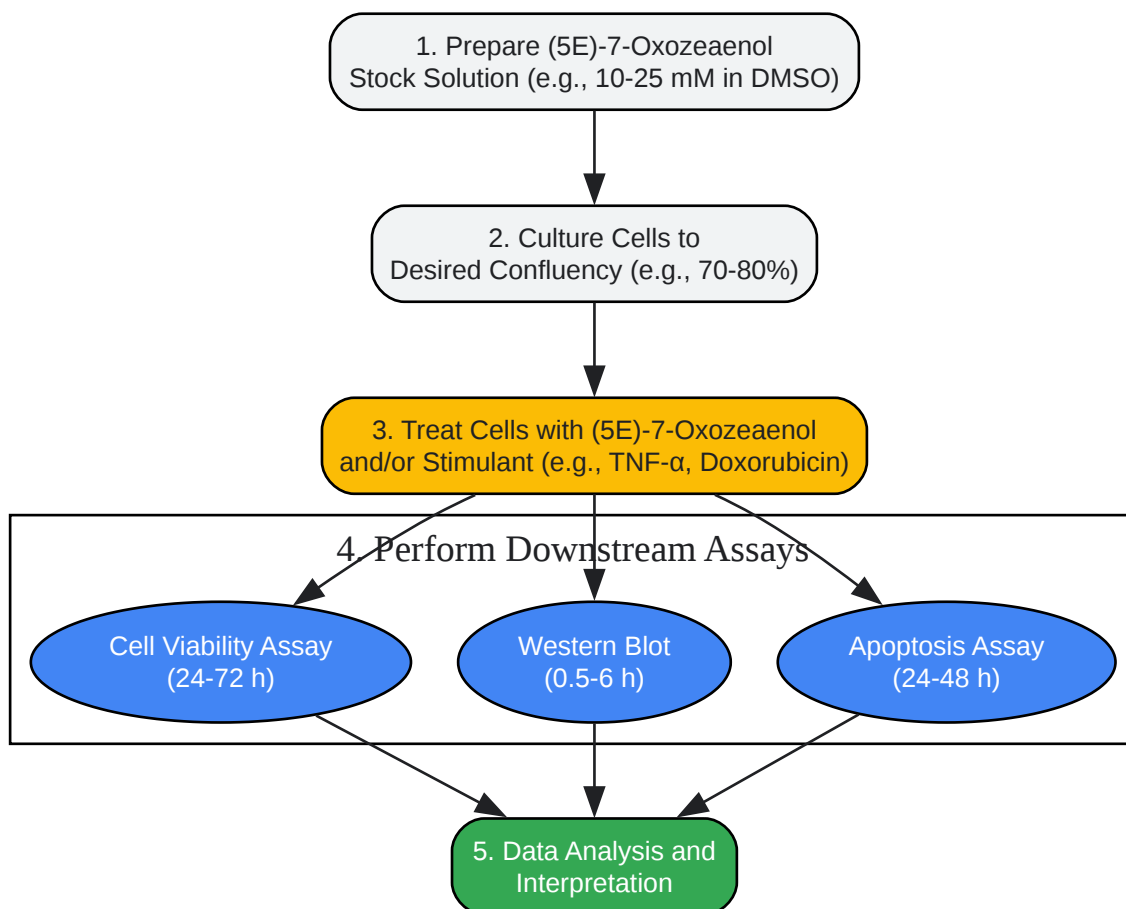 1. Prepare (5E)-7-Oxozeaenol
Stock Solution (e.g., 10-25 mM in DMSO)
2. Culture Cells to
Desired Confluency (e.g., 70-80%)
3. Treat Cells with (5E)-7-Oxozeaenol
and/or Stimulant (e.g., TNF-α, Doxorubicin)
4. Perform Downstream Assays
Cell Viability Assay
(24-72 h)
Western Blot
(0.5-6 h)
Apoptosis Assay
(24-48 h)
5. Data Analysis and
Interpretation